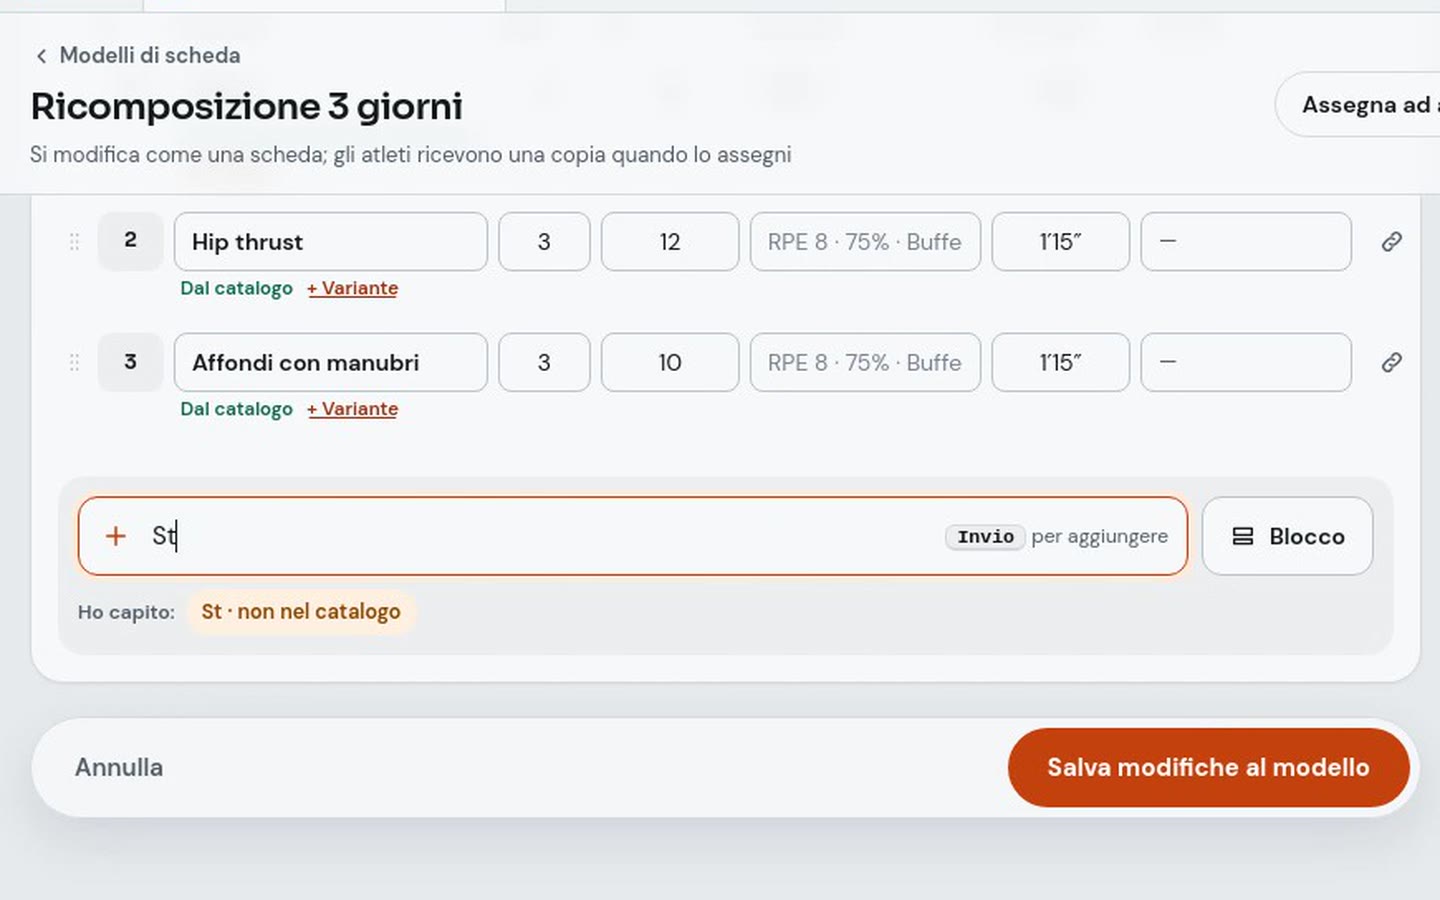 Modelli di scheda
Ricomposizione 3 giorni
Assegna ad a
Si modifica come una scheda; gli atleti ricevono una copia quando lo assegni
2 Hip thrust 3 12 RPE 8 · 75% · Buffe 1′15″ —
Dal catalogo + Variante
3 Affondi con manubri 3 10 RPE 8 · 75% · Buffe 1′15″ —
Dal catalogo + Variante
+ St Invio per aggiungere Blocco
Ho capito: St · non nel catalogo
Annulla Salva modifiche al modello